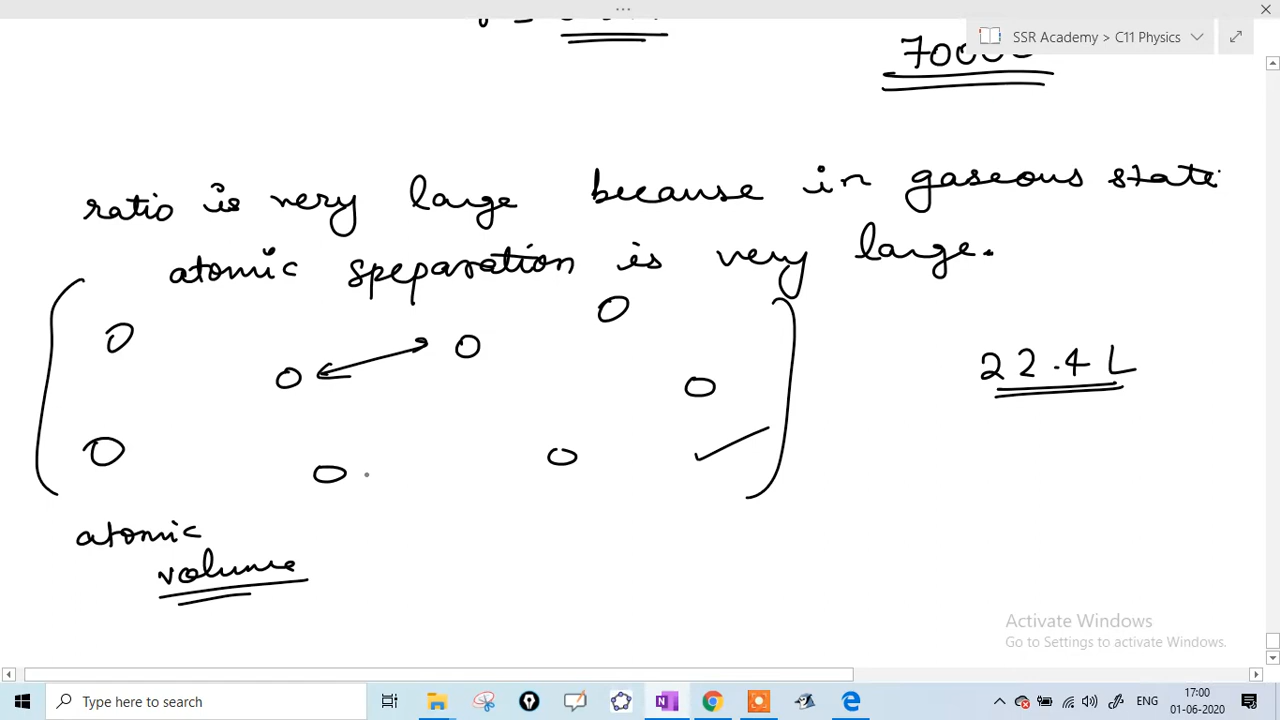 SSR Academy > C11 Physics
ratio is very large because in gaseous state
atomic speparation is very large.
22.4 L
atomic
volume
Activate Windows
Go to Settings to activate Windows.
Type here to search
ENG
17:00
01-06-2020